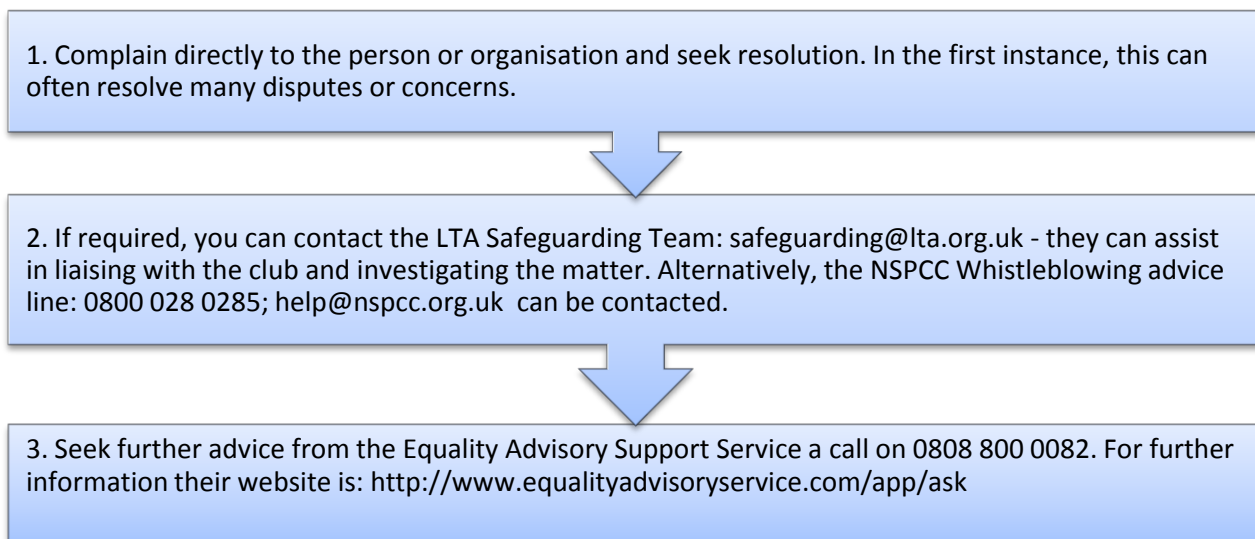 1. Complain directly to the person or organisation and seek resolution. In the first instance, this can
often resolve many disputes or concerns.
2. If required, you can contact the LTA Safeguarding Team: safeguarding@lta.org.uk - they can assist
in liaising with the club and investigating the matter. Alternatively, the NSPCC Whistleblowing advice
line: 0800 028 0285; help@nspcc.org.uk  can be contacted.
3. Seek further advice from the Equality Advisory Support Service a call on 0808 800 0082. For further
information their website is: http://www.equalityadvisoryservice.com/app/ask